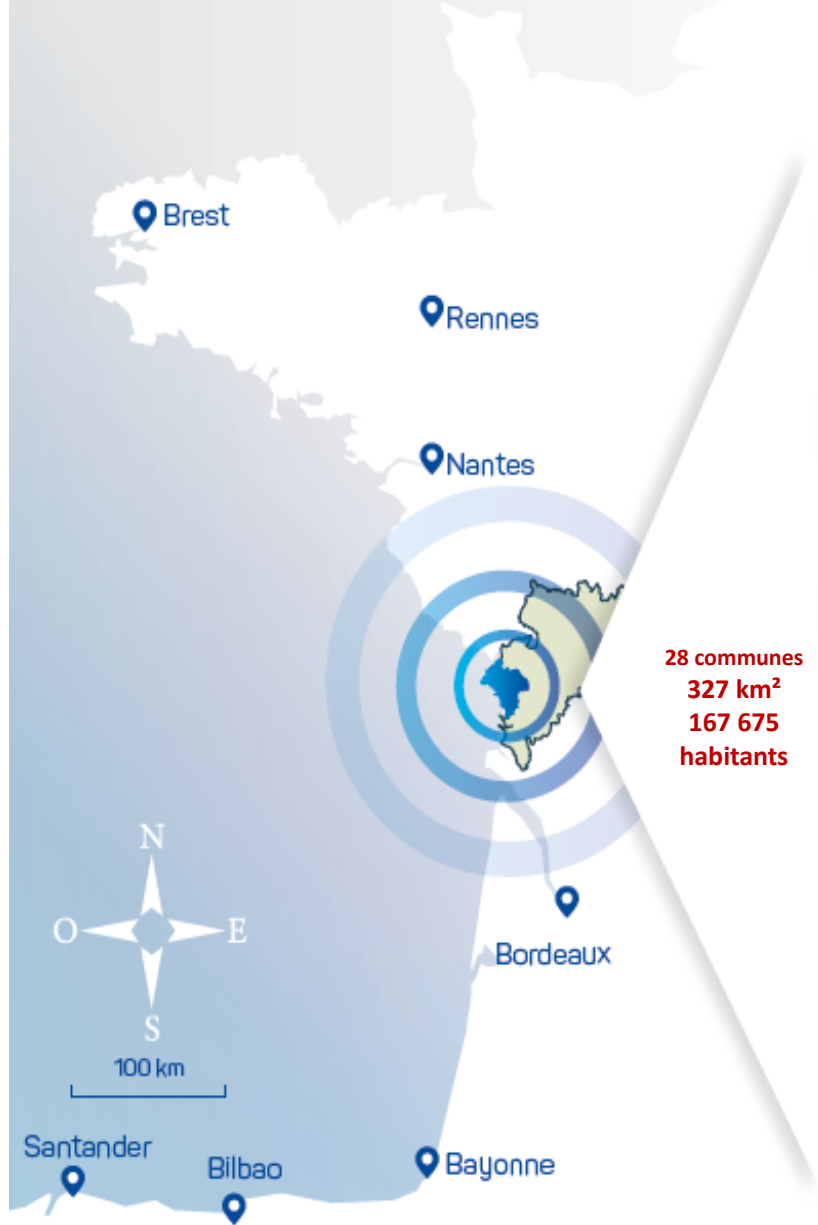 Brest
Rennes
Nantes
28 communes
327 km²
167 675
habitants
N
O
E
S
Bordeaux
100 km
Santander
Bilbao
Bayonne